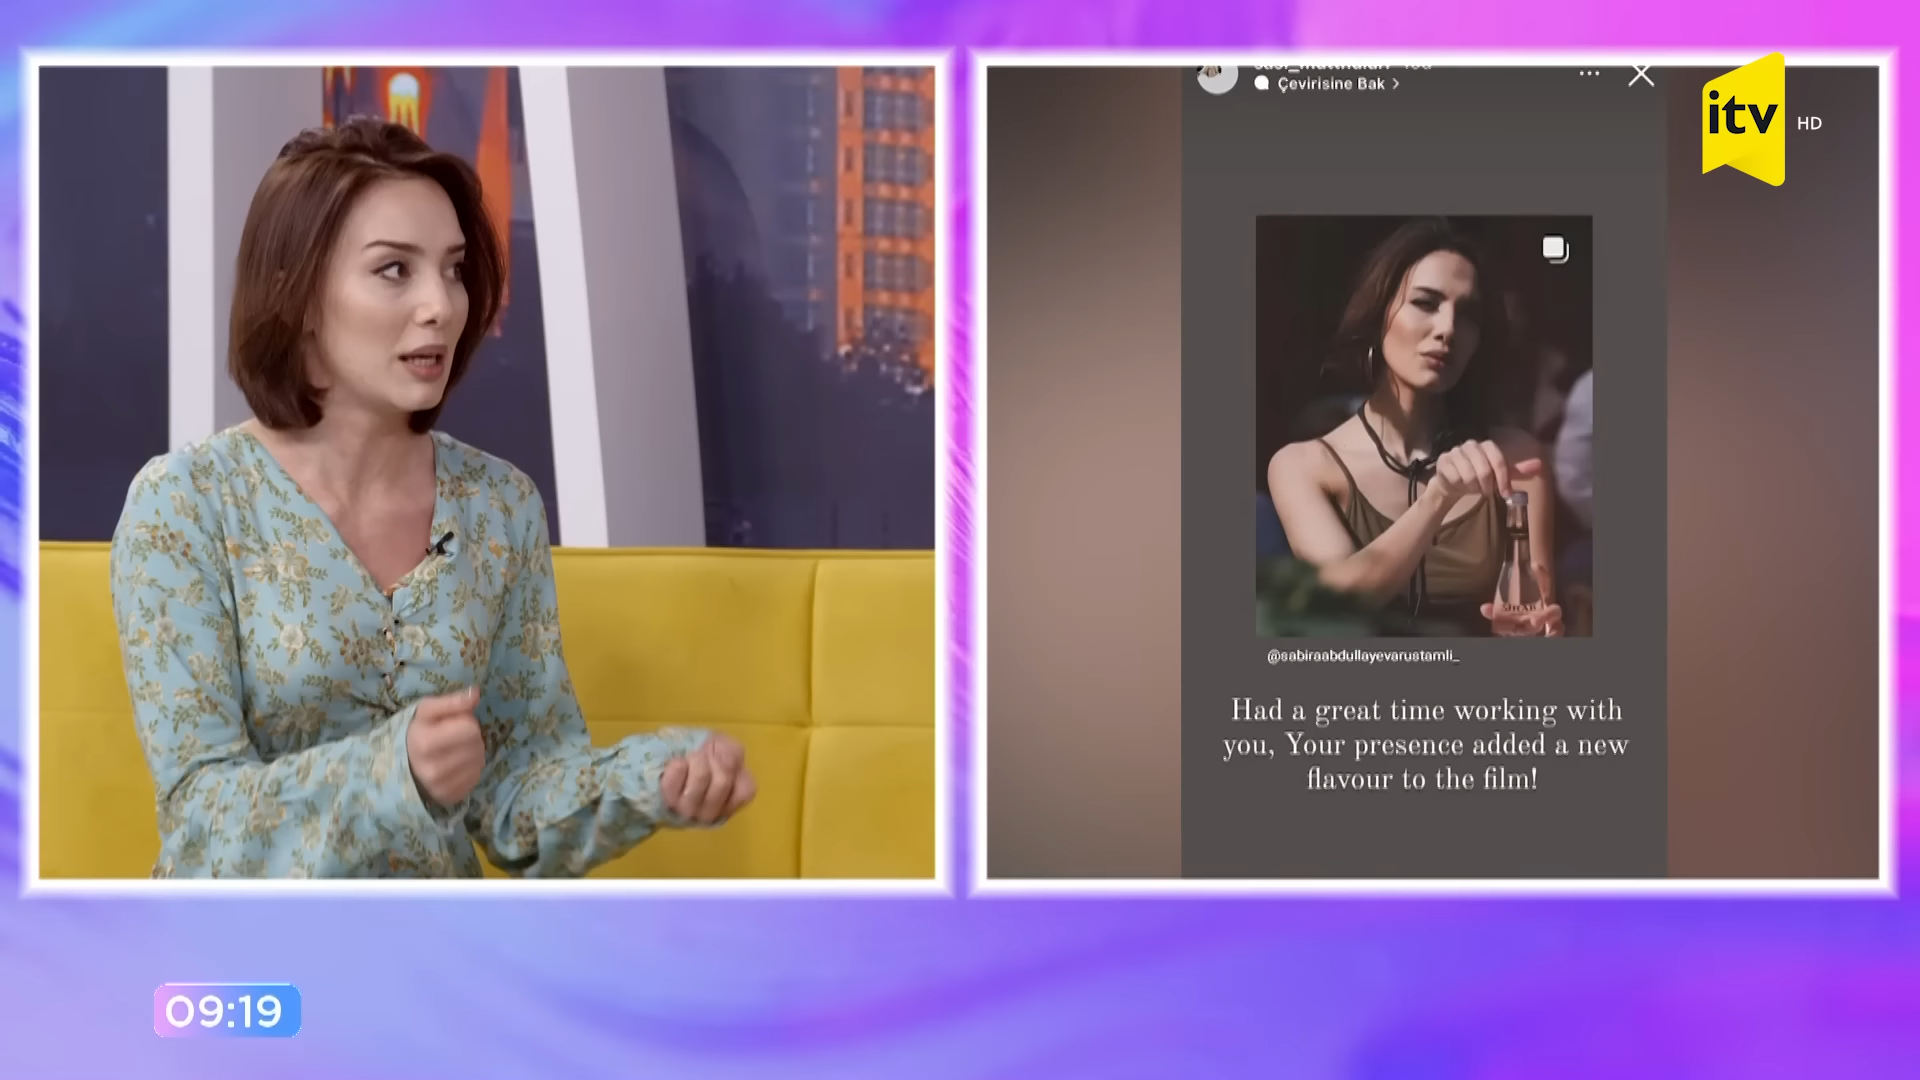 Çevirisine Bak >
itv HD
@sabiraabdullayevarustamli_
Had a great time working with
you, Your presence added a new
flavour to the film!
09:19